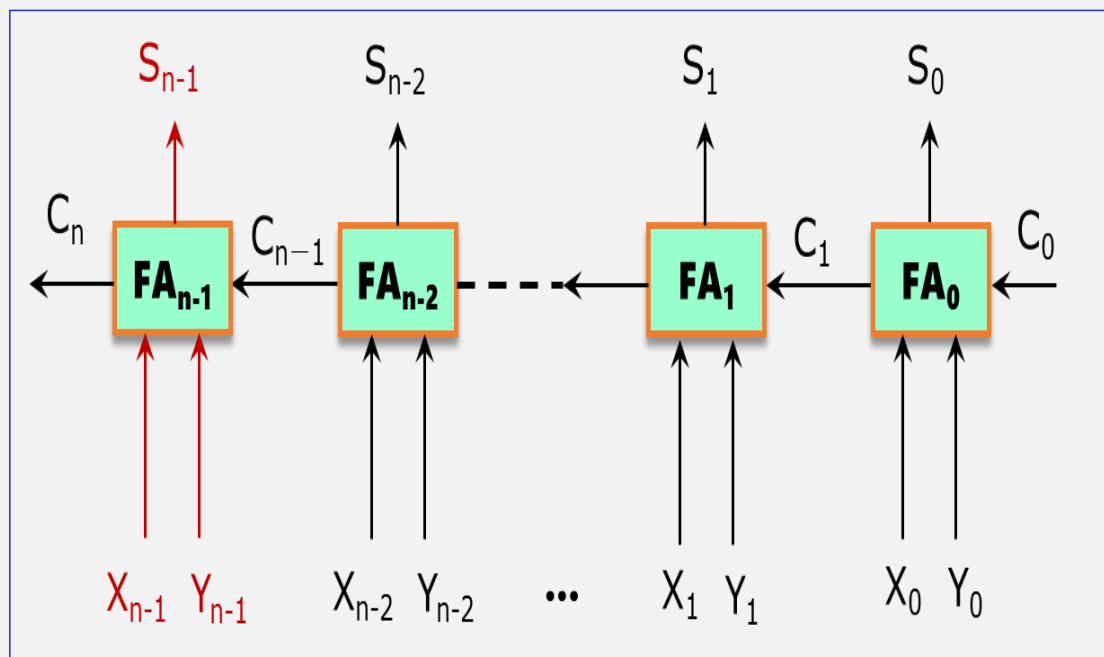 Sₙ₋₁ Sₙ₋₂ S₁ S₀
Cₙ Cₙ₋₁ C₁ C₀
FAₙ₋₁ FAₙ₋₂ FA₁ FA₀
Xₙ₋₁ Yₙ₋₁ Xₙ₋₂ Yₙ₋₂ ... X₁ Y₁ X₀ Y₀